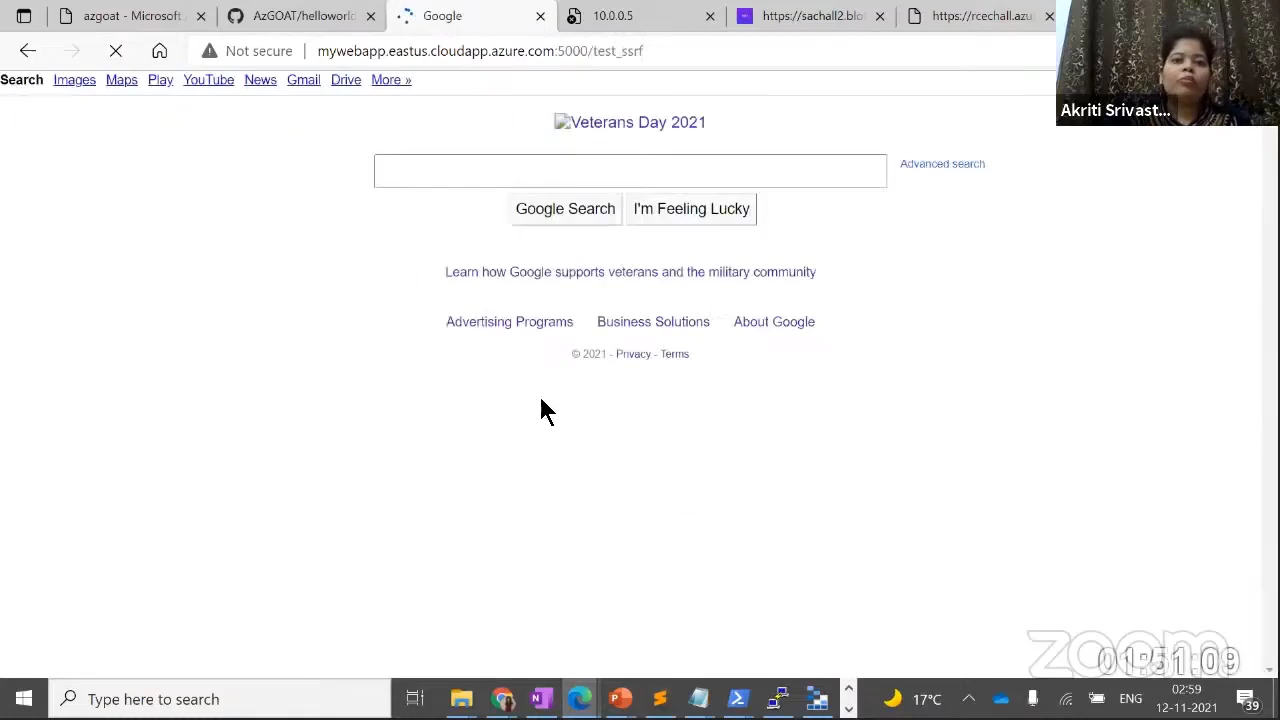 azgoat - Microsoft
AzGOAT/helloworld
Google
10.0.0.5
https://sachall2.blo
https://rcechall.azu
Not secure
mywebapp.eastus.cloudapp.azure.com:5000/test_ssrf
Search Images Maps Play YouTube News Gmail Drive More »
Akriti Srivast...
Veterans Day 2021
Advanced search
Google Search
I'm Feeling Lucky
Learn how Google supports veterans and the military community
Advertising Programs Business Solutions About Google
© 2021 - Privacy - Terms
zoom
01:51:09
Type here to search
17°C
ENG
02:59
12-11-2021
39